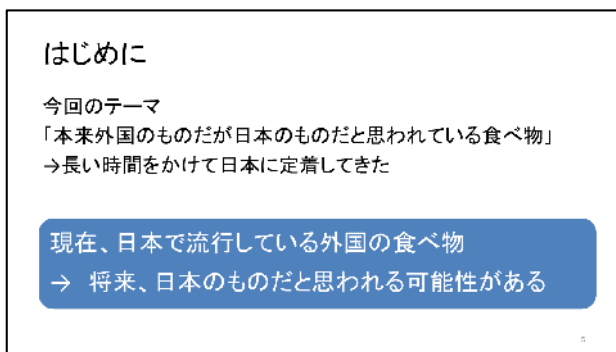 はじめに
今回のテーマ
「本来外国のものだが日本のものだと思われている食べ物」
→長い時間をかけて日本に定着してきた
現在、日本で流行している外国の食べ物
→ 将来、日本のものだと思われる可能性がある
5